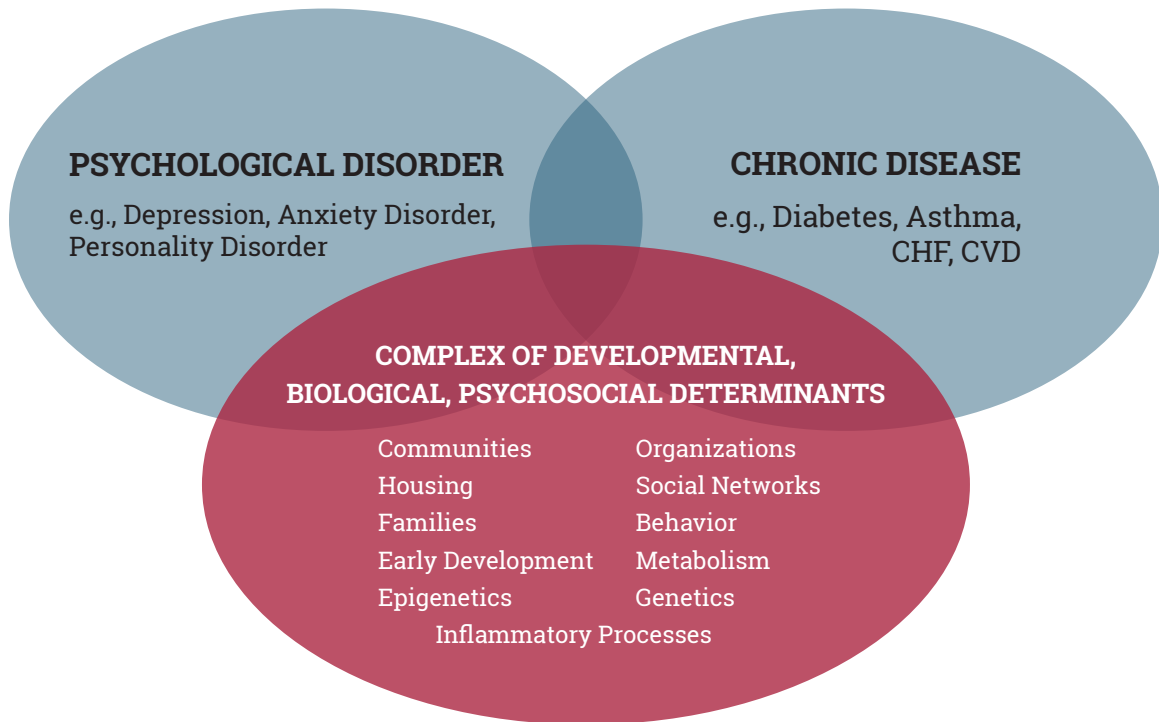 PSYCHOLOGICAL DISORDER
e.g., Depression, Anxiety Disorder,
Personality Disorder
CHRONIC DISEASE
e.g., Diabetes, Asthma,
CHF, CVD
COMPLEX OF DEVELOPMENTAL,
BIOLOGICAL, PSYCHOSOCIAL DETERMINANTS
Communities
Housing
Families
Early Development
Epigenetics
Organizations
Social Networks
Behavior
Metabolism
Genetics
Inflammatory Processes